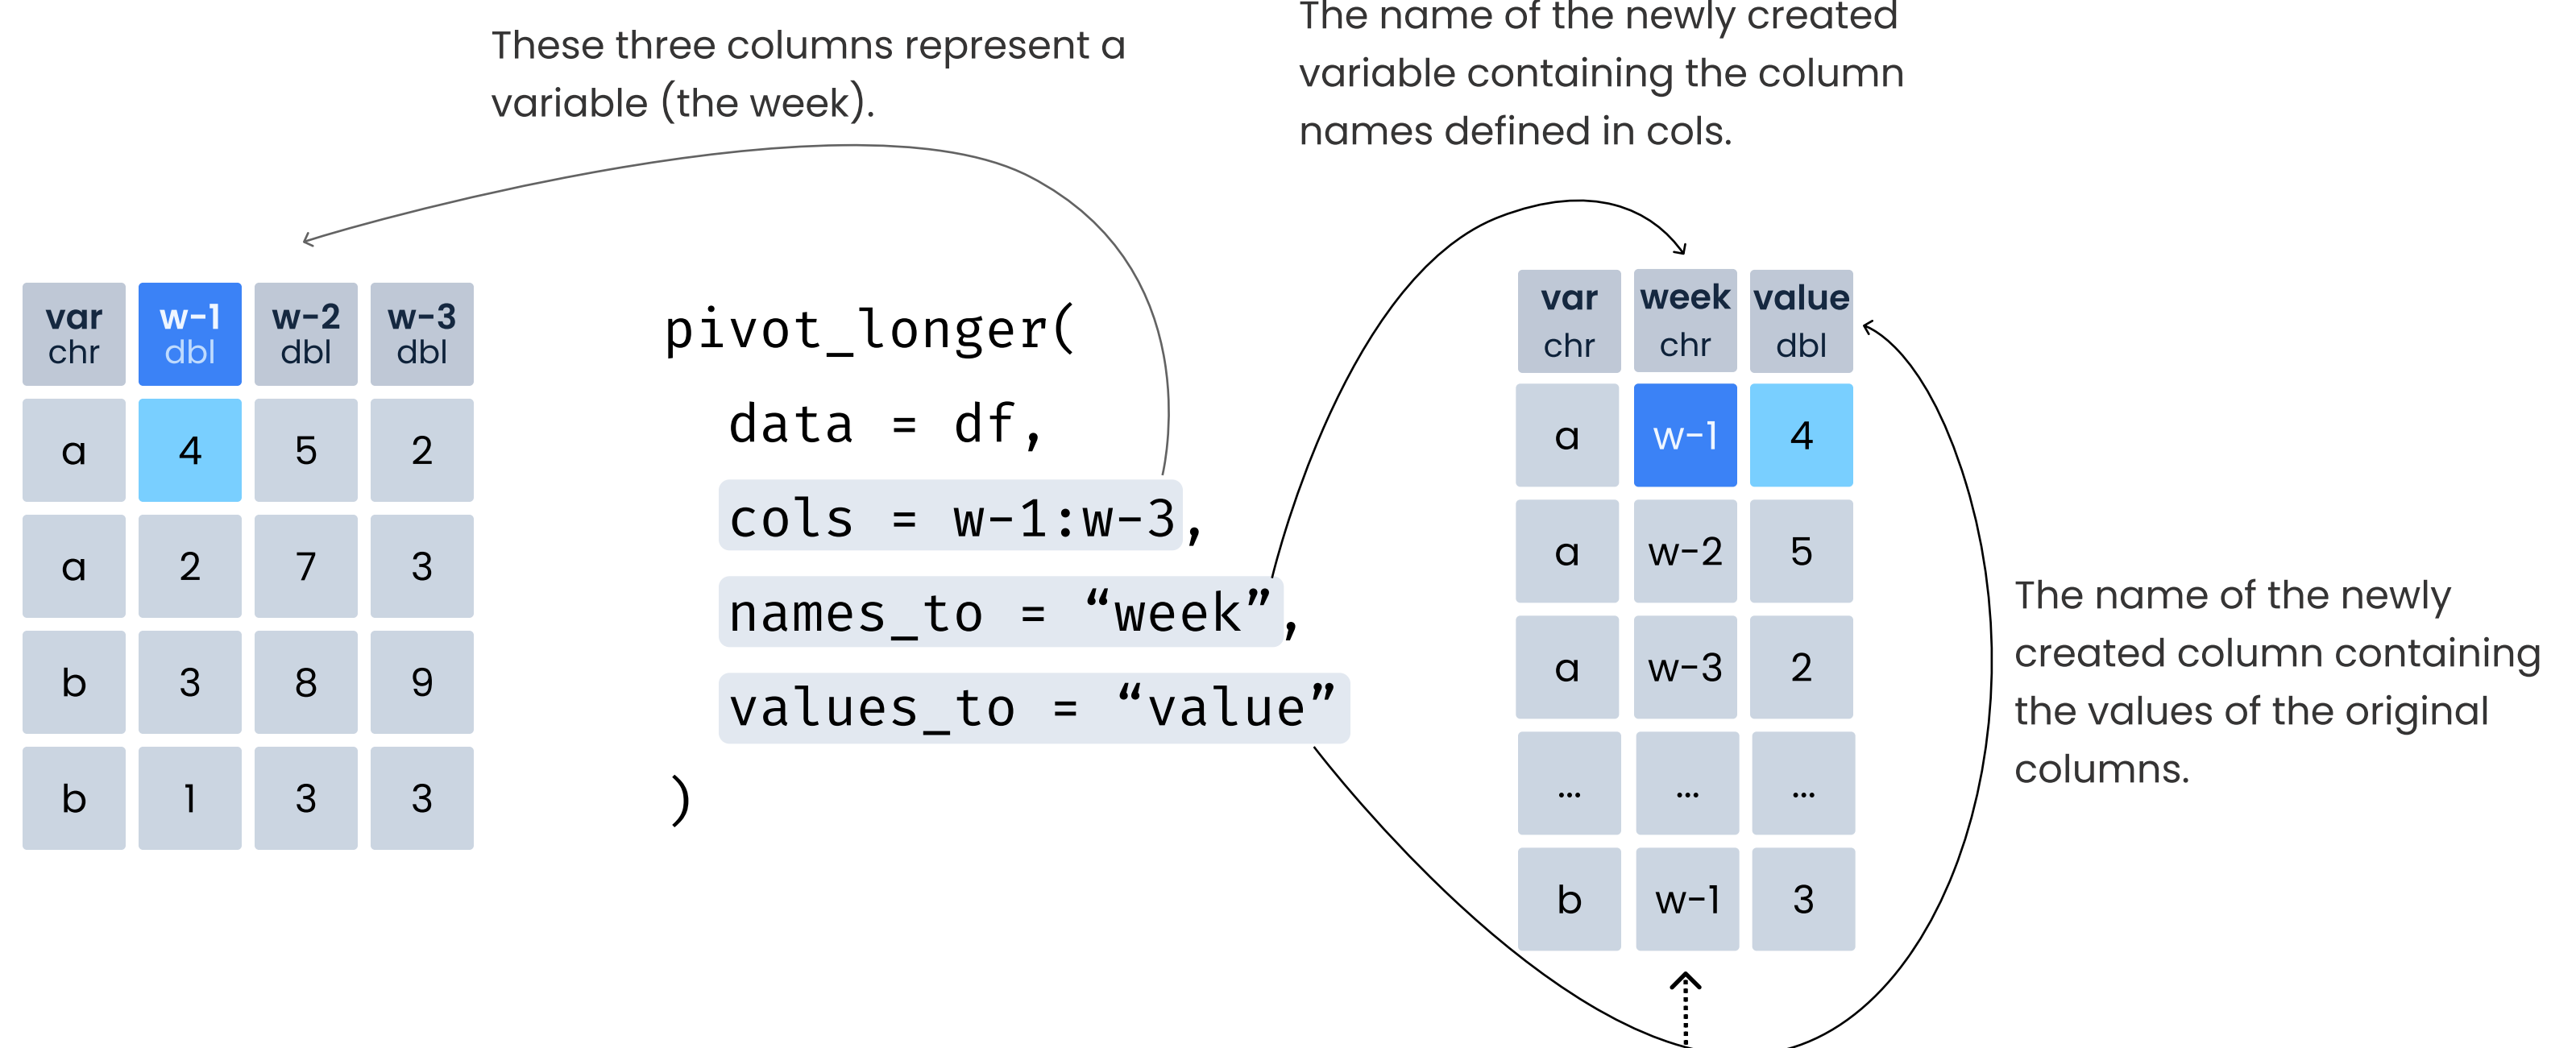 These three columns represent a
variable (the week).
The name of the newly created
variable containing the column
names defined in cols.
var w-1 w-2 w-3
chr dbl dbl dbl
a 4 5 2
a 2 7 3
b 3 8 9
b 1 3 3
pivot_longer(
data = df,
cols = w-1:w-3,
names_to = “week”,
values_to = “value”
)
var week value
chr chr dbl
a w-1 4
a w-2 5
a w-3 2
... ... ...
b w-1 3
The name of the newly
created column containing
the values of the original
columns.